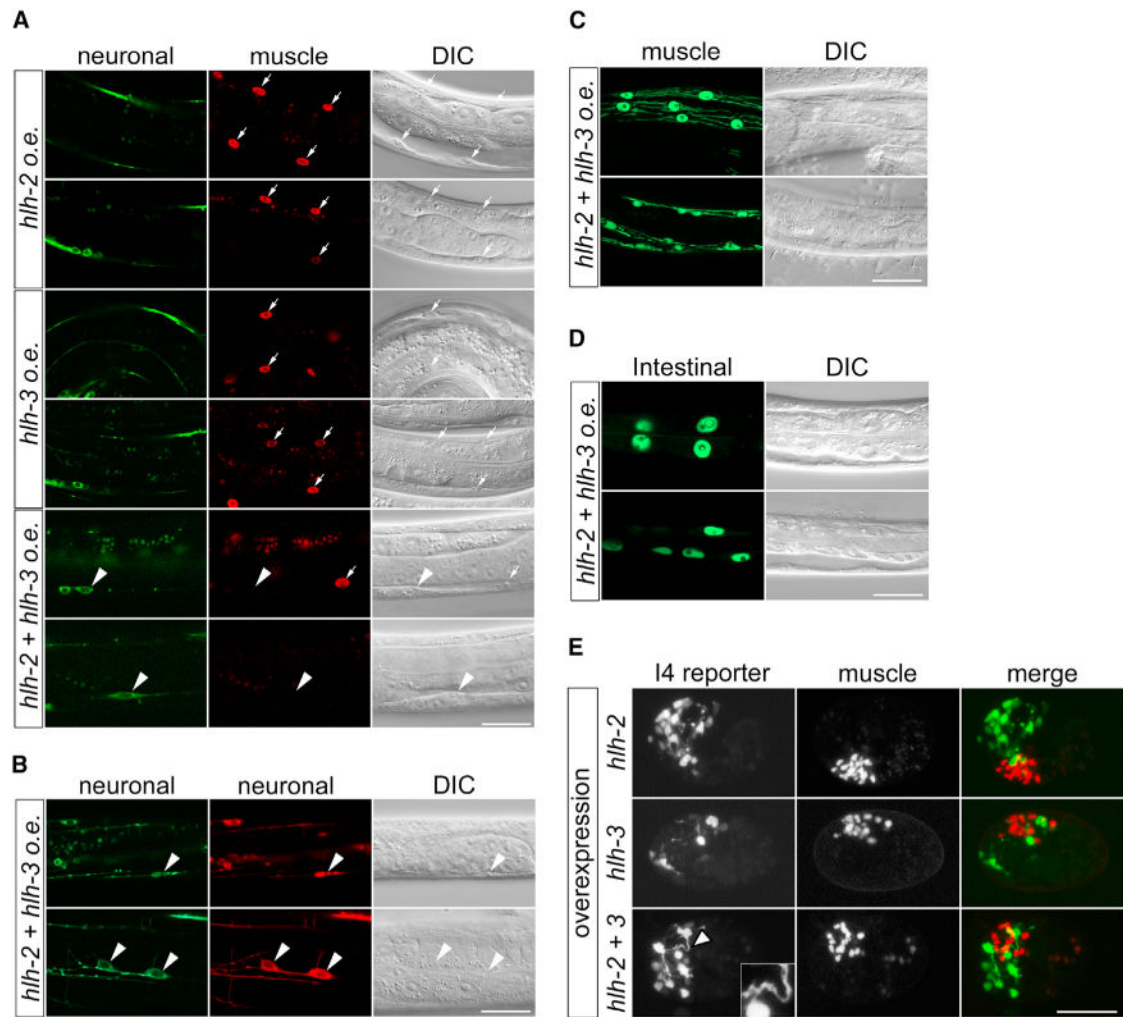 A
neuronal muscle DIC
hlh-2 o.e.
hlh-3 o.e.
hlh-2 + hlh-3 o.e.
B
neuronal neuronal DIC
hlh-2 + hlh-3 o.e.
C
muscle DIC
hlh-2 + hlh-3 o.e.
D
Intestinal DIC
hlh-2 + hlh-3 o.e.
E
I4 reporter muscle merge
overexpression
hlh-2
hlh-3
hlh-2 + 3